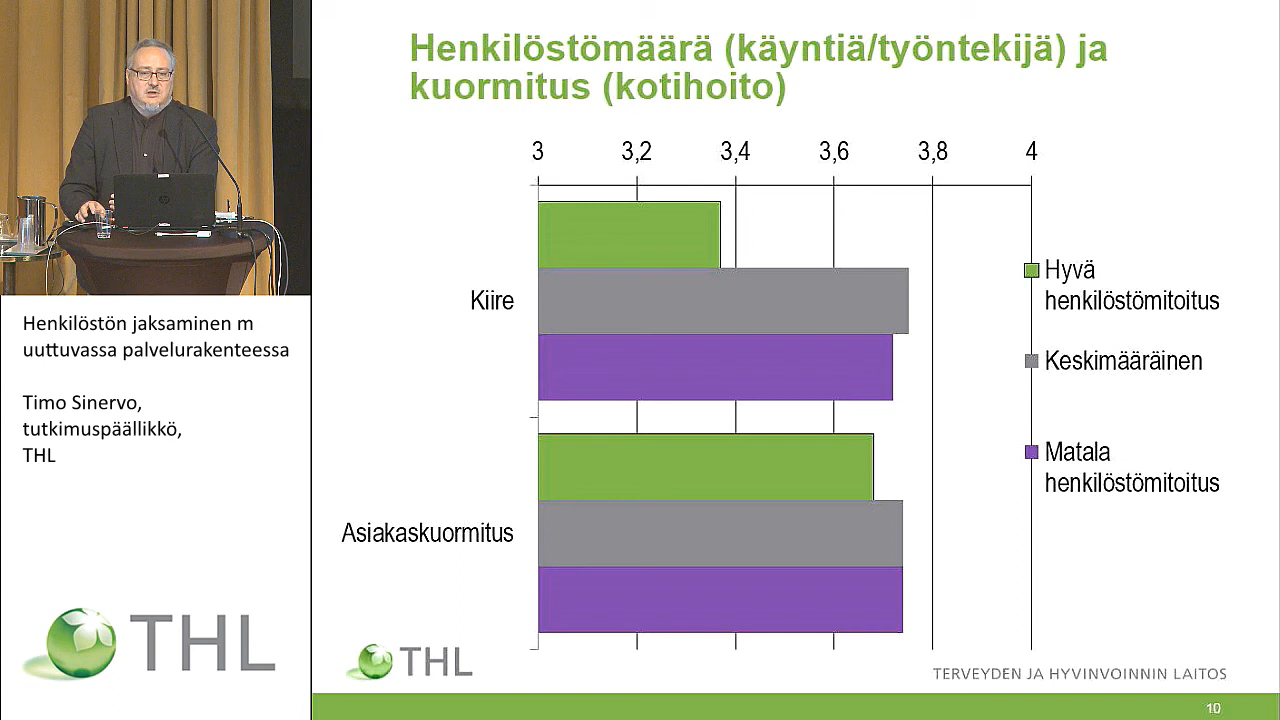 Henkilöstömäärä (käyntiä/työntekijä) ja
kuormitus (kotihoito)
3 3,2 3,4 3,6 3,8 4
Kiire
Asiakaskuormitus
Hyvä
henkilöstömitoitus
Keskimääräinen
Matala
henkilöstömitoitus
Henkilöstön jaksaminen m
uuttuvassa palvelurakenteessa
Timo Sinervo,
tutkimuspäällikkö,
THL
THL
THL
TERVEYDEN JA HYVINVOINNIN LAITOS
10